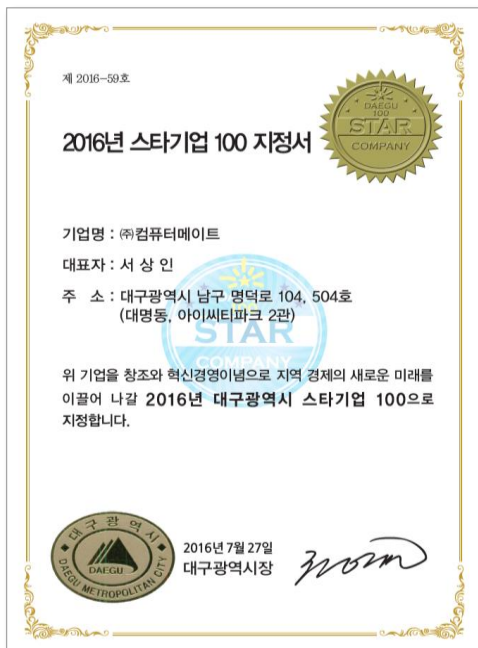 제 2016-59호
DAEGU
100
STAR
COMPANY
2016년 스타기업 100 지정서
기업명 : ㈜컴퓨터메이트
대표자 : 서 상 인
주 소 : 대구광역시 남구 명덕로 104, 504호
(대명동, 아이씨티파크 2관)
STAR
COMPANY
위 기업을 창조와 혁신경영이념으로 지역 경제의 새로운 미래를
이끌어 나갈 2016년 대구광역시 스타기업 100으로
지정합니다.
대구광역시
DAEGU
DAEGU METROPOLITAN CITY
2016년 7월 27일
대구광역시장